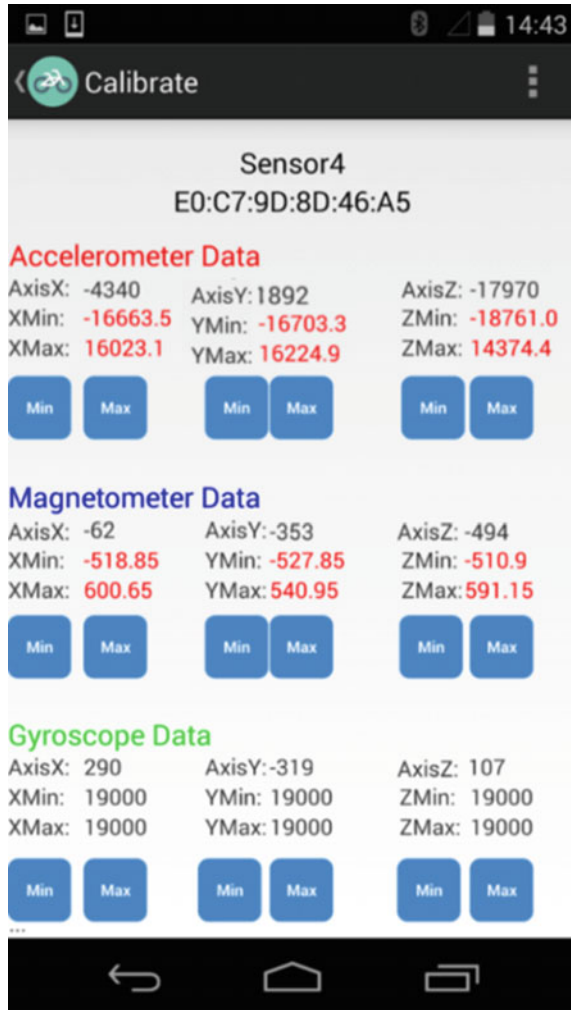 14:43
Calibrate
Sensor4
E0:C7:9D:8D:46:A5
Accelerometer Data
AxisX: -4340 AxisY:1892 AxisZ: -17970
XMin: -16663.5 YMin: -16703.3 ZMin: -18761.0
XMax: 16023.1 YMax: 16224.9 ZMax: 14374.4
Min Max Min Max Min Max
Magnetometer Data
AxisX: -62 AxisY:-353 AxisZ: -494
XMin: -518.85 YMin: -527.85 ZMin: -510.9
XMax: 600.65 YMax:540.95 ZMax:591.15
Min Max Min Max Min Max
Gyroscope Data
AxisX: 290 AxisY:-319 AxisZ: 107
XMin: 19000 YMin: 19000 ZMin: 19000
XMax: 19000 YMax:19000 ZMax: 19000
Min Max Min Max Min Max
...